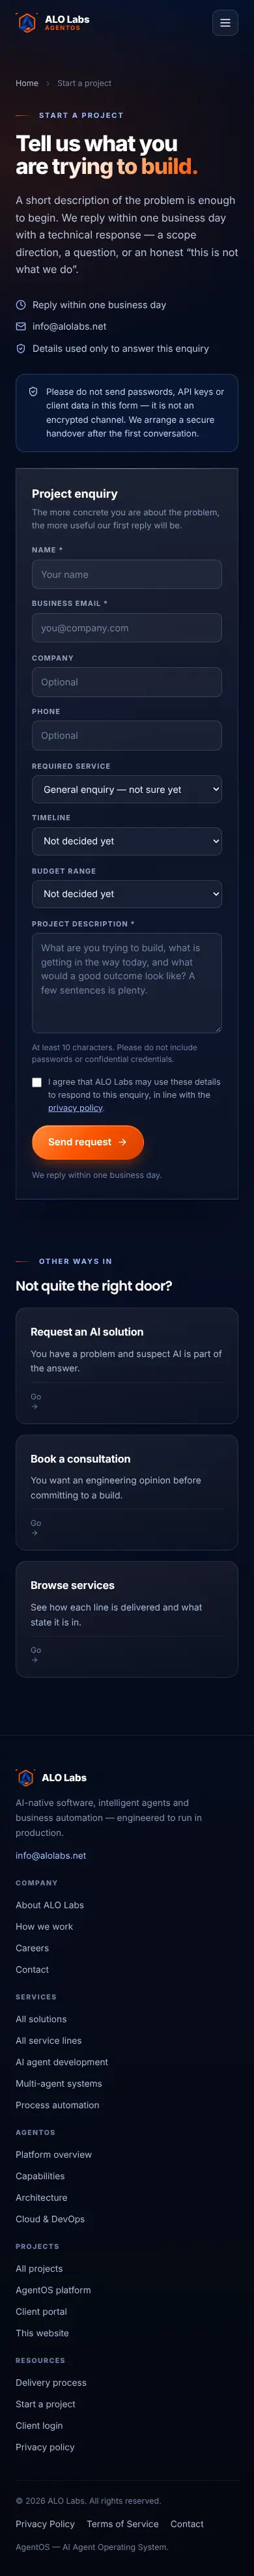 ALO Labs
AGENTOS
Home > Start a project
START A PROJECT
Tell us what you
are trying to build.
A short description of the problem is enough
to begin. We reply within one business day
with a technical response — a scope
direction, a question, or an honest “this is not
what we do”.
Reply within one business day
info@alolabs.net
Details used only to answer this enquiry
Please do not send passwords, API keys or
client data in this form — it is not an
encrypted channel. We arrange a secure
handover after the first conversation.
Project enquiry
The more concrete you are about the problem,
the more useful our first reply will be.
NAME *
Your name
BUSINESS EMAIL *
you@company.com
COMPANY
Optional
PHONE
Optional
REQUIRED SERVICE
General enquiry — not sure yet
TIMELINE
Not decided yet
BUDGET RANGE
Not decided yet
PROJECT DESCRIPTION *
What are you trying to build, what is
getting in the way today, and what
would a good outcome look like? A
few sentences is plenty.
At least 10 characters. Please do not include
passwords or confidential credentials.
I agree that ALO Labs may use these details
to respond to this enquiry, in line with the
privacy policy.
Send request →
We reply within one business day.
OTHER WAYS IN
Not quite the right door?
Request an AI solution
You have a problem and suspect AI is part of
the answer.
Go
→
Book a consultation
You want an engineering opinion before
committing to a build.
Go
→
Browse services
See how each line is delivered and what
state it is in.
Go
→
ALO Labs
AI-native software, intelligent agents and
business automation — engineered to run in
production.
info@alolabs.net
COMPANY
About ALO Labs
How we work
Careers
Contact
SERVICES
All solutions
All service lines
AI agent development
Multi-agent systems
Process automation
AGENTOS
Platform overview
Capabilities
Architecture
Cloud & DevOps
PROJECTS
All projects
AgentOS platform
Client portal
This website
RESOURCES
Delivery process
Start a project
Client login
Privacy policy
© 2026 ALO Labs. All rights reserved.
Privacy Policy Terms of Service Contact
AgentOS — AI Agent Operating System.